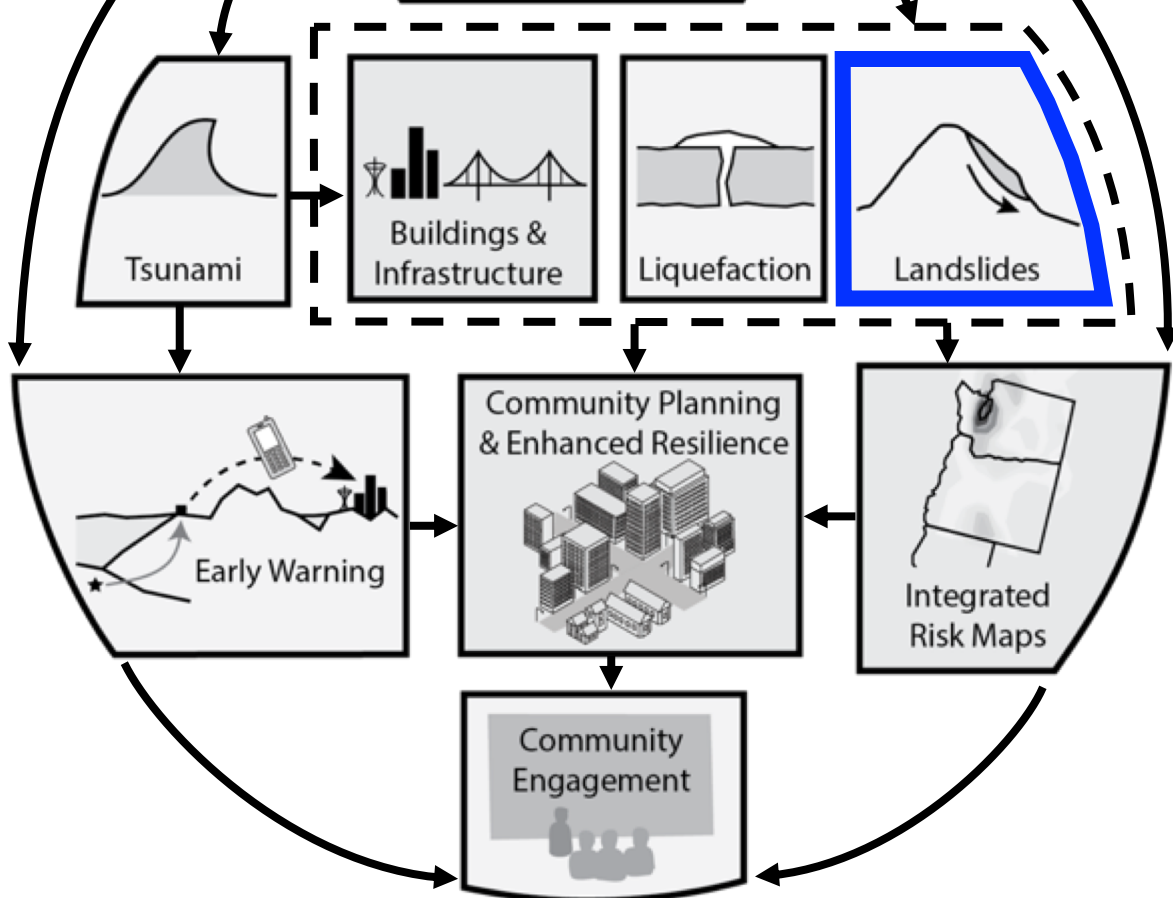 Tsunami
Buildings &
Infrastructure
Liquefaction
Landslides
Early Warning
Community Planning
& Enhanced Resilience
Integrated
Risk Maps
Community
Engagement